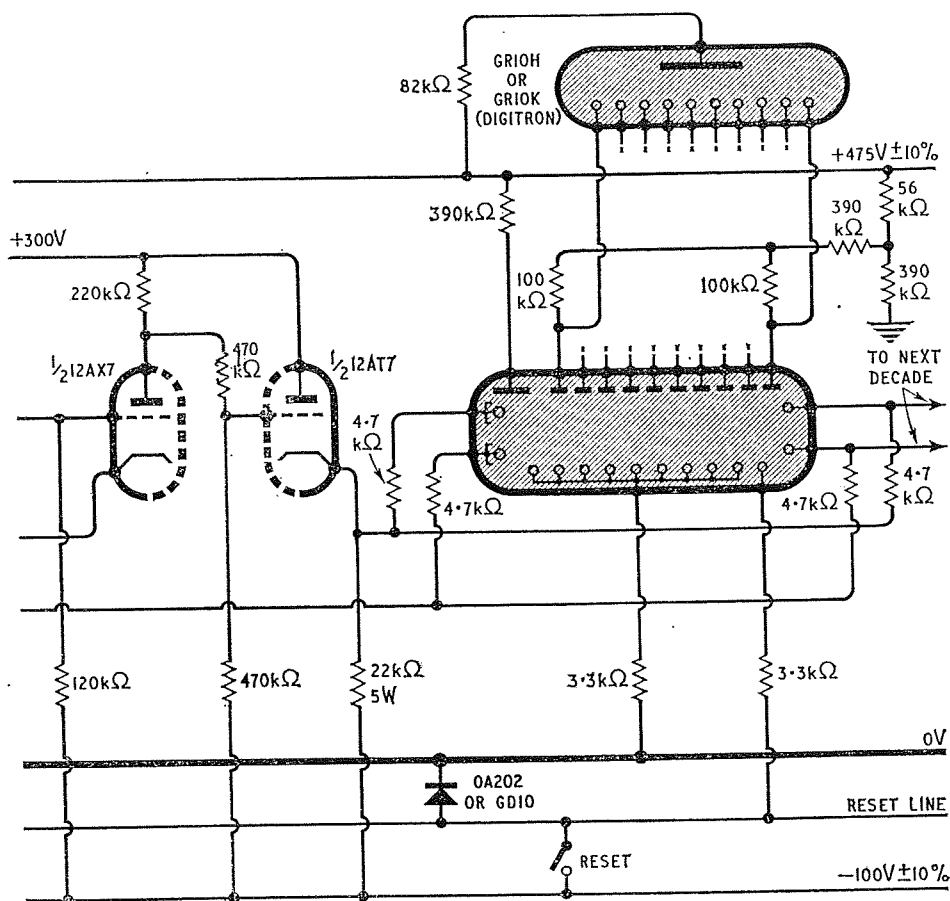 GR1OH
OR
GR1OK
(DIGITRON)
82kΩ
+475V±10%
56
kΩ
390kΩ
390
kΩ
+300V
100
kΩ
100kΩ
390
kΩ
220kΩ
½12AX7
470
kΩ
½12AT7
TO NEXT
DECADE
4·7
kΩ
4·7kΩ
4·7kΩ
4·7
kΩ
120kΩ
470kΩ
22kΩ
5W
3·3kΩ
3·3kΩ
0V
OA202
OR GD10
RESET LINE
RESET
−100V±10%